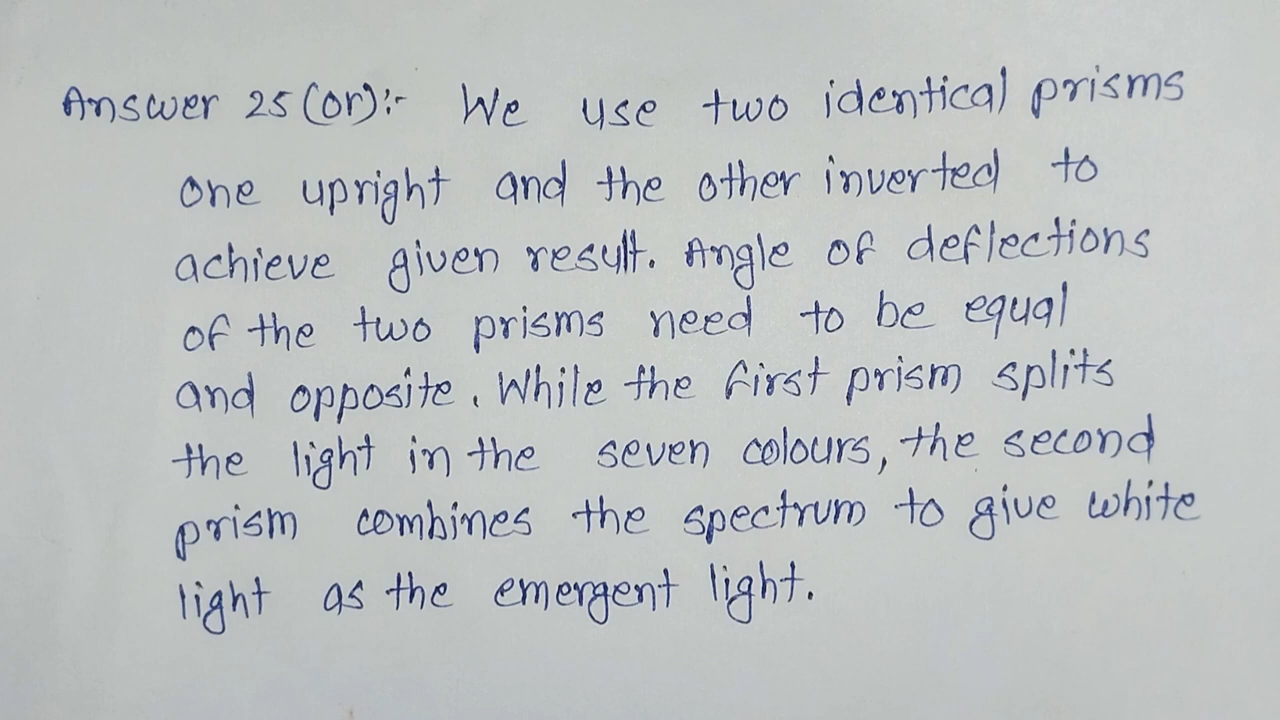 Answer 25 (or):- We use two identical prisms
one upright and the other inverted to
achieve given result. Angle of deflections
of the two prisms need to be equal
and opposite. While the first prism splits
the light in the seven colours, the second
prism combines the spectrum to give white
light as the emergent light.